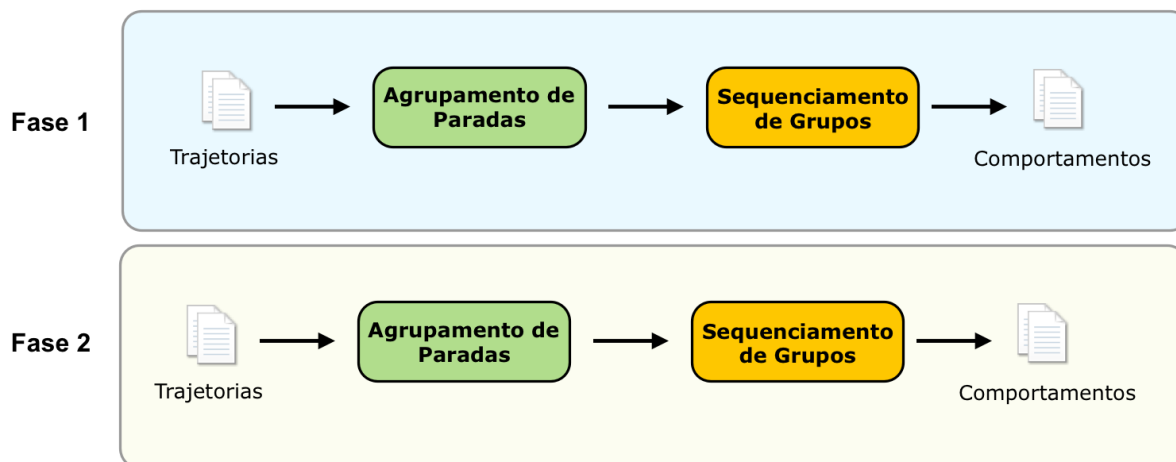 Fase 1
Trajetorias
Agrupamento de
Paradas
Sequenciamento
de Grupos
Comportamentos
Fase 2
Trajetorias
Agrupamento de
Paradas
Sequenciamento
de Grupos
Comportamentos